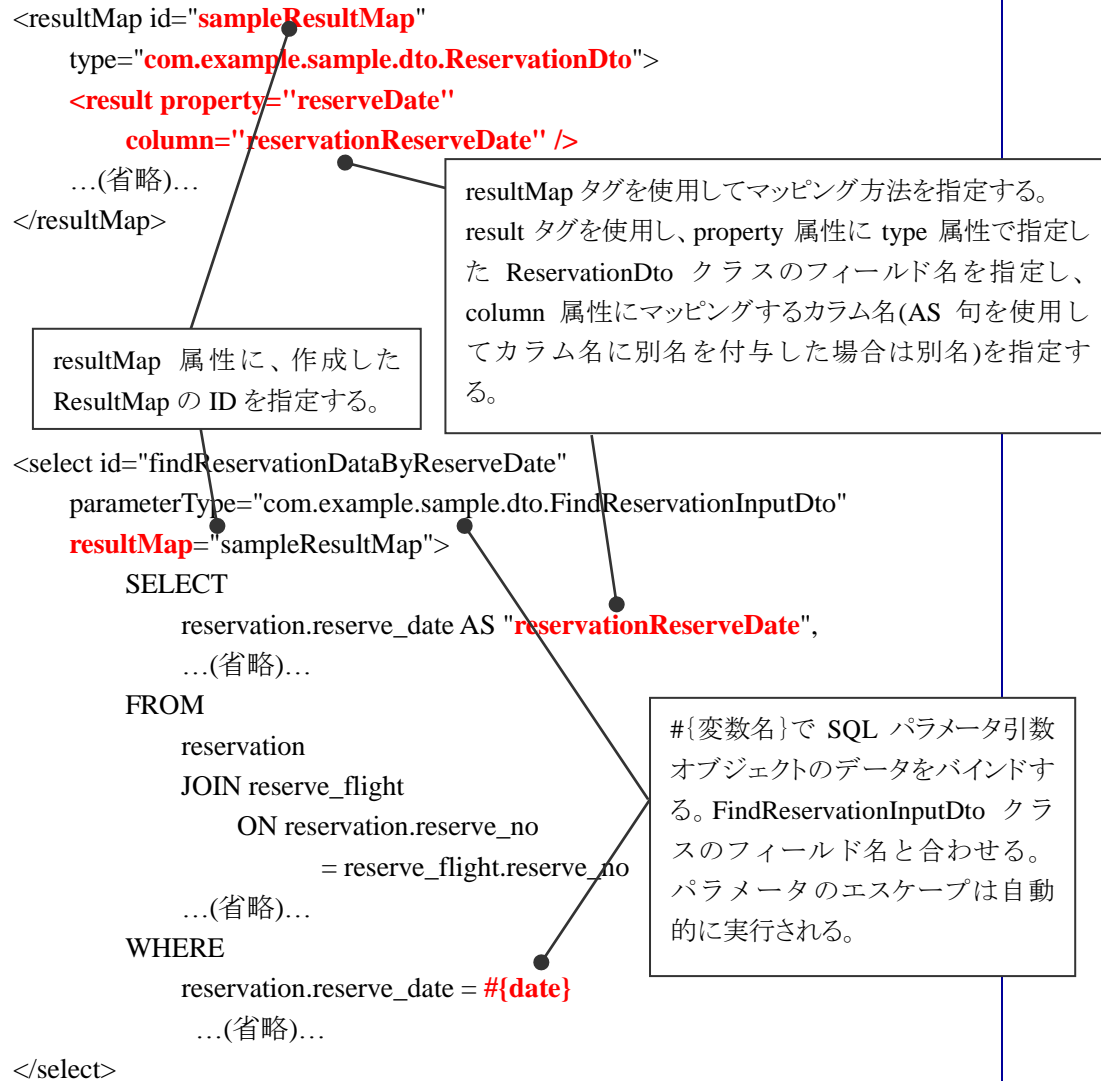 <resultMap id="sampleResultMap"
type="com.example.sample.dto.ReservationDto">
<result property="reserveDate"
column="reservationReserveDate" />
…(省略)…
</resultMap>
resultMap タグを使用してマッピング方法を指定する。
result タグを使用し、property 属性に type 属性で指定し
た ReservationDto クラスのフィールド名を指定し、
column 属性にマッピングするカラム名(AS 句を使用し
てカラム名に別名を付与した場合は別名)を指定す
る。
resultMap 属性に、作成した
ResultMap の ID を指定する。
<select id="findReservationDataByReserveDate"
parameterType="com.example.sample.dto.FindReservationInputDto"
resultMap="sampleResultMap">
SELECT
reservation.reserve_date AS "reservationReserveDate",
…(省略)…
FROM
reservation
JOIN reserve_flight
ON reservation.reserve_no
= reserve_flight.reserve_no
…(省略)…
WHERE
reservation.reserve_date = #{date}
…(省略)…
</select>
#{変数名}で SQL パラメータ引数
オブジェクトのデータをバインドす
る。FindReservationInputDto クラ
スのフィールド名と合わせる。
パラメータのエスケープは自動
的に実行される。